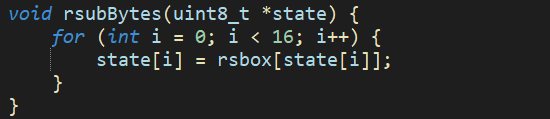 void rsubBytes(uint8_t *state) {
    for (int i = 0; i < 16; i++) {
        state[i] = rsbox[state[i]];
    }
}